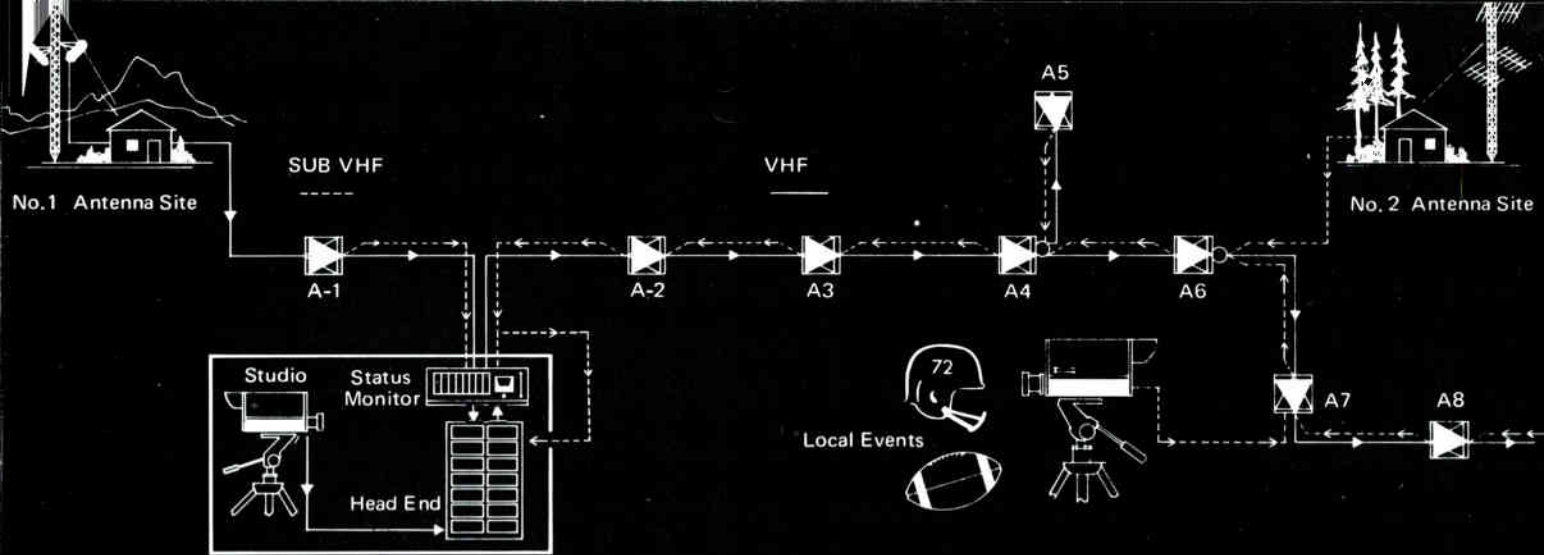 A5
SUB VHF
VHF
No.1 Antenna Site
No.2 Antenna Site
A-1
A-2
A3
A4
A6
Studio
Status
Monitor
72
A7
A8
Local Events
Head End